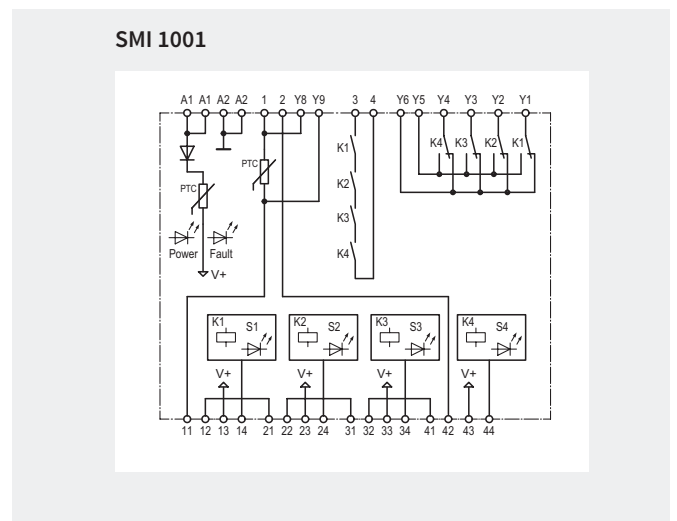 SMI 1001
A1 A1 A2 A2 1 2 Y8 Y9 3 4 Y6 Y5 Y4 Y3 Y2 Y1
K4 K3 K2 K1
K1
PTC
PTC
K2
K3
K4
Power Fault
V+
K1 S1 K2 S2 K3 S3 K4 S4
V+ V+ V+ V+
11 12 13 14 21 22 23 24 31 32 33 34 41 42 43 44